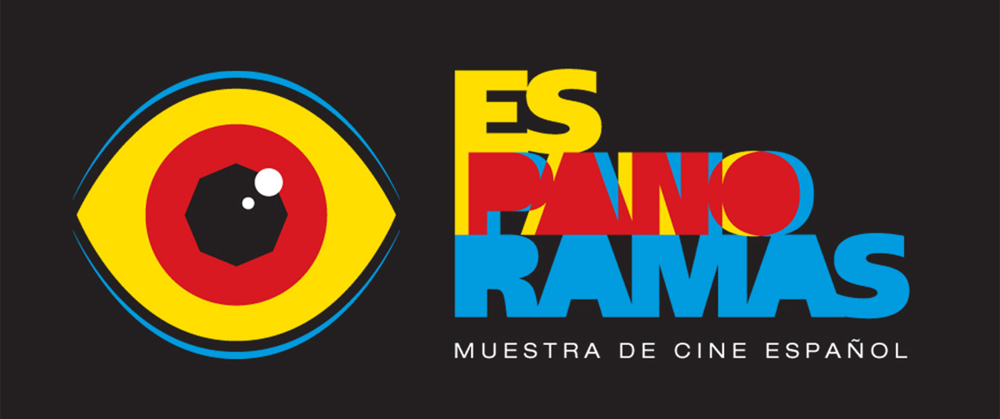 ES
PANO
RAMAS
MUESTRA DE CINE ESPAÑOL